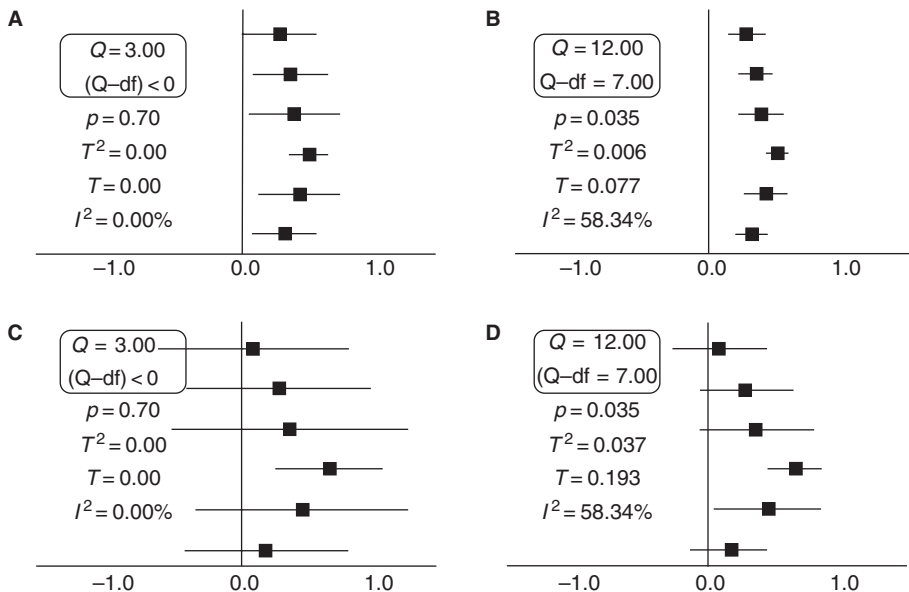 A
Q = 3.00
(Q–df) < 0
p = 0.70
T² = 0.00
T = 0.00
I² = 0.00%
–1.0 0.0 1.0
B
Q = 12.00
Q–df = 7.00
p = 0.035
T² = 0.006
T = 0.077
I² = 58.34%
–1.0 0.0 1.0
C
Q = 3.00
(Q–df) < 0
p = 0.70
T² = 0.00
T = 0.00
I² = 0.00%
–1.0 0.0 1.0
D
Q = 12.00
(Q–df = 7.00
p = 0.035
T² = 0.037
T = 0.193
I² = 58.34%
–1.0 0.0 1.0